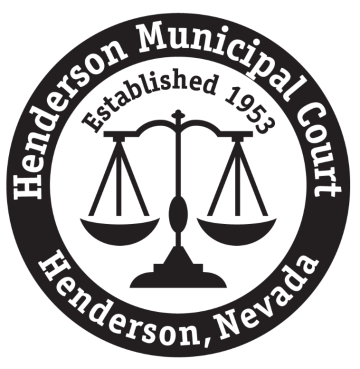 Henderson Municipal Court
Established 1953
Henderson, Nevada